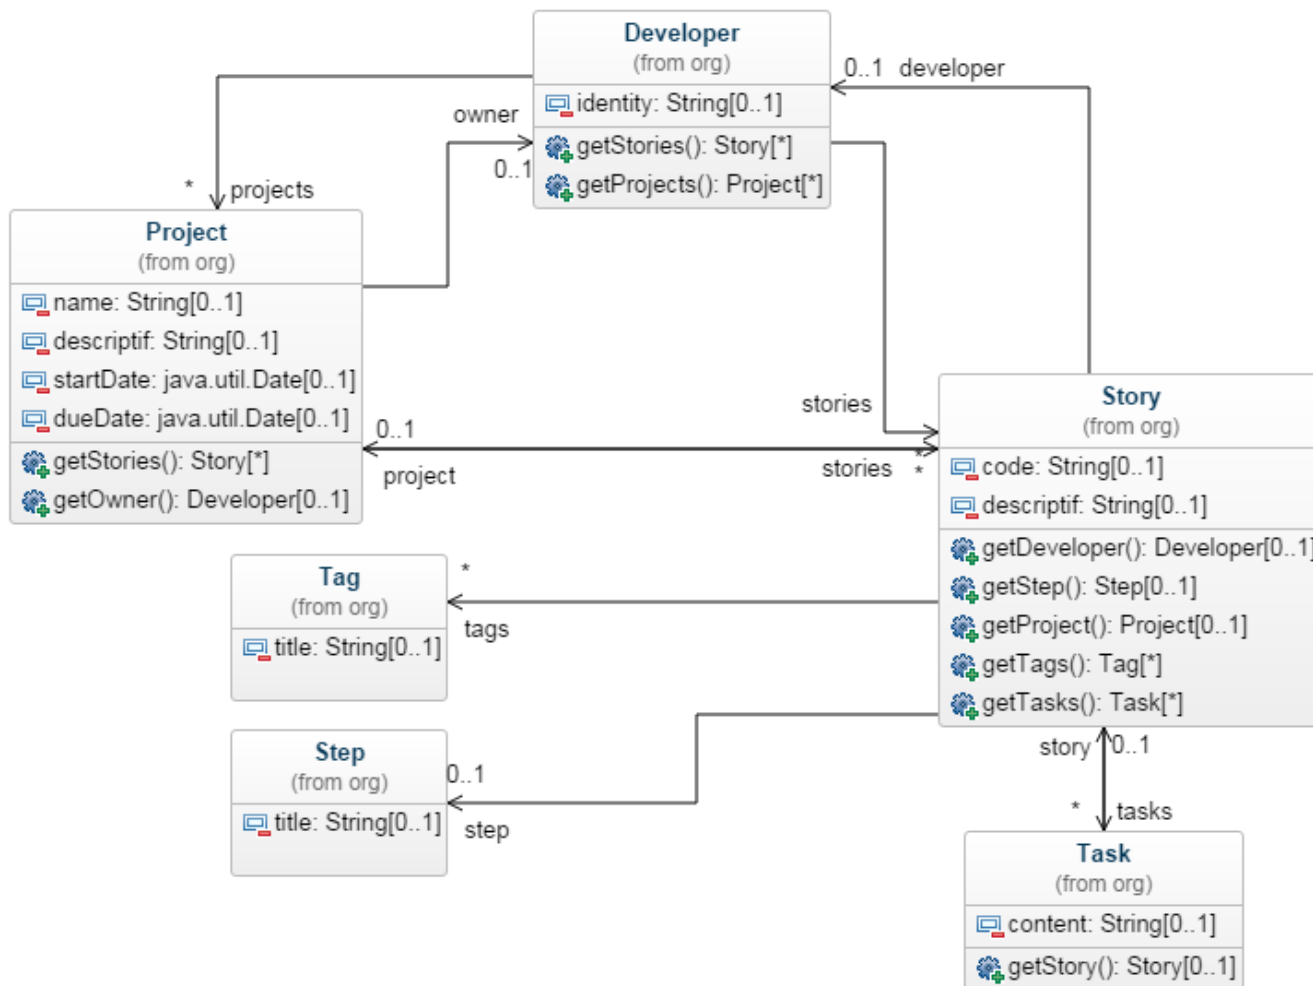 Developer
(from org)
identity: String[0..1]
getStories(): Story[*]
getProjects(): Project[*]
0..1 developer
owner
0..1
* projects
Project
(from org)
name: String[0..1]
descriptif: String[0..1]
startDate: java.util.Date[0..1]
dueDate: java.util.Date[0..1]
getStories(): Story[*]
getOwner(): Developer[0..1]
0..1
project
stories
*
stories
*
Story
(from org)
code: String[0..1]
descriptif: String[0..1]
getDeveloper(): Developer[0..1]
getStep(): Step[0..1]
getProject(): Project[0..1]
getTags(): Tag[*]
getTasks(): Task[*]
Tag
(from org)
title: String[0..1]
*
tags
Step
(from org)
title: String[0..1]
0..1
step
story 0..1
* tasks
Task
(from org)
content: String[0..1]
getStory(): Story[0..1]